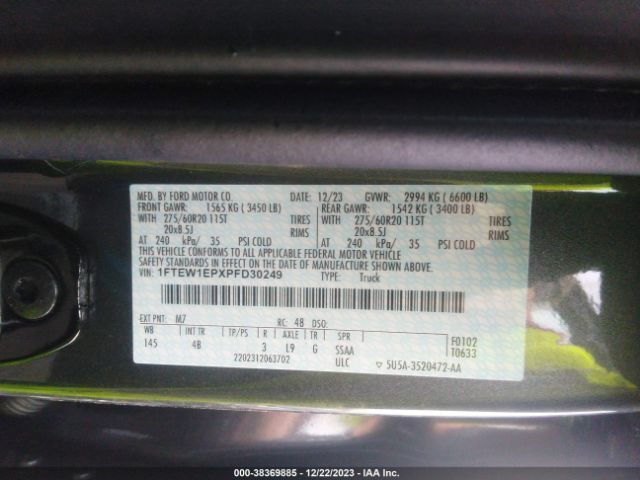 MFD. BY FORD MOTOR CO. DATE: 12/23 GVWR: 2994 KG ( 6600 LB)
FRONT GAWR: 1565 KG ( 3450 LB) REAR GAWR: 1542 KG ( 3400 LB)
WITH 275/60R20 115T TIRES WITH 275/60R20 115T TIRES
20x8.5J RIMS 20x8.5J RIMS
AT 240 kPa/ 35 PSI COLD AT 240 kPa/ 35 PSI COLD
THIS VEHICLE CONFORMS TO ALL APPLICABLE FEDERAL MOTOR VEHICLE
SAFETY STANDARDS IN EFFECT ON THE DATE OF MANUFACTURE SHOWN ABOVE.
VIN: 1FTEW1EPXPFD30249 TYPE: Truck
EXT PNT: M7 RC: 48 DSO:
WB INT TR TP/PS R AXLE TR SPR F0102
145 4B 3 L9 G SSAA T0633
2202312063702 ULC 5U5A-3520472-AA
000-38369885 - 12/22/2023 - IAA Inc.